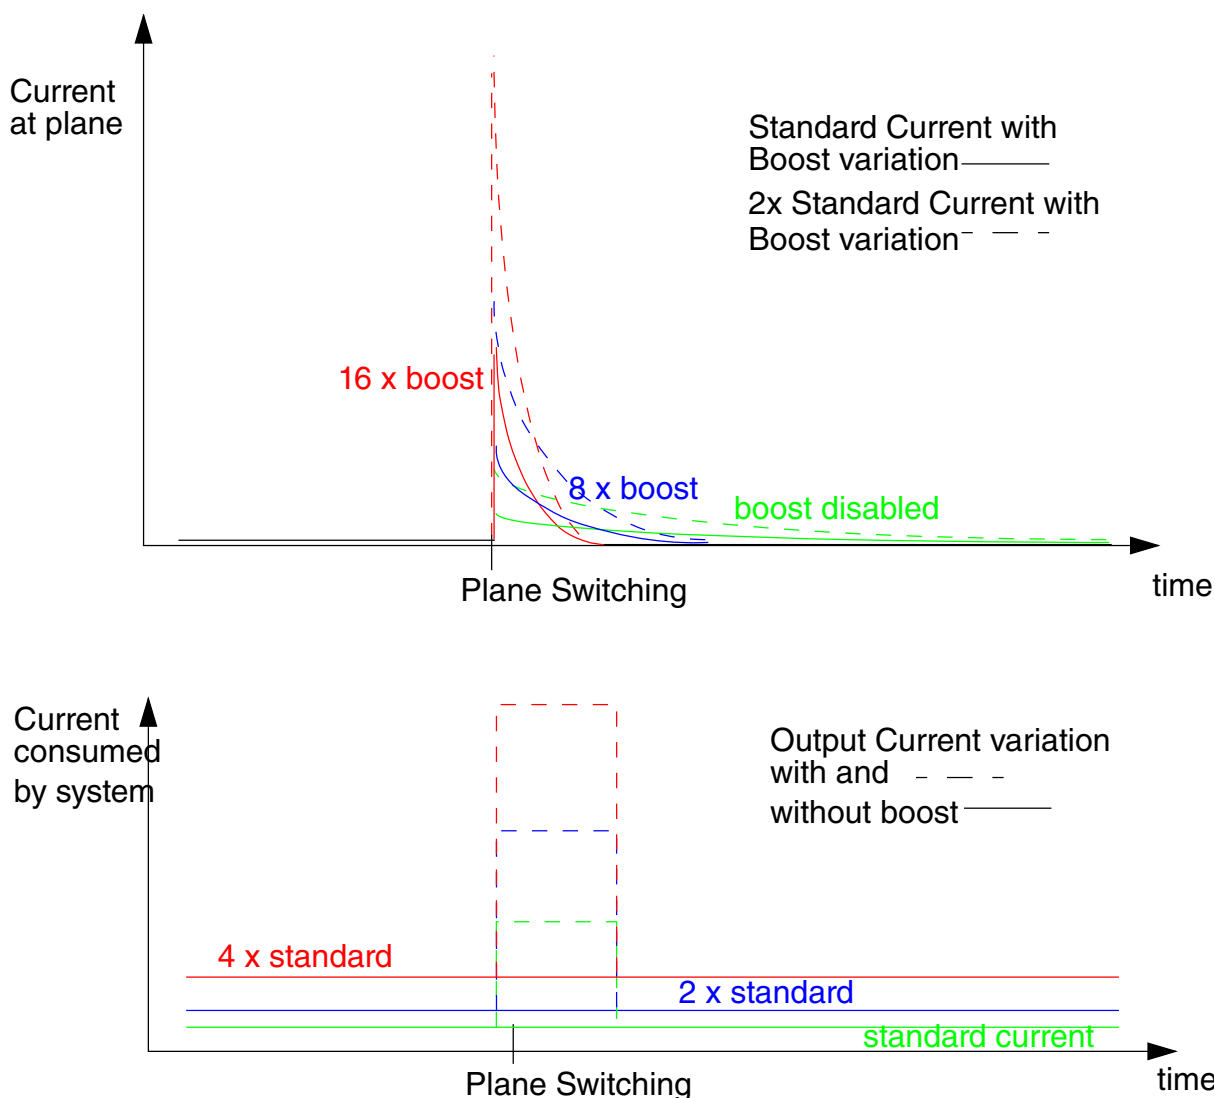 Current
at plane
Standard Current with
Boost variation
2x Standard Current with
Boost variation
16 x boost
8 x boost
boost disabled
Plane Switching
time
Current
consumed
by system
Output Current variation
with and
without boost
4 x standard
2 x standard
standard current
Plane Switching
time